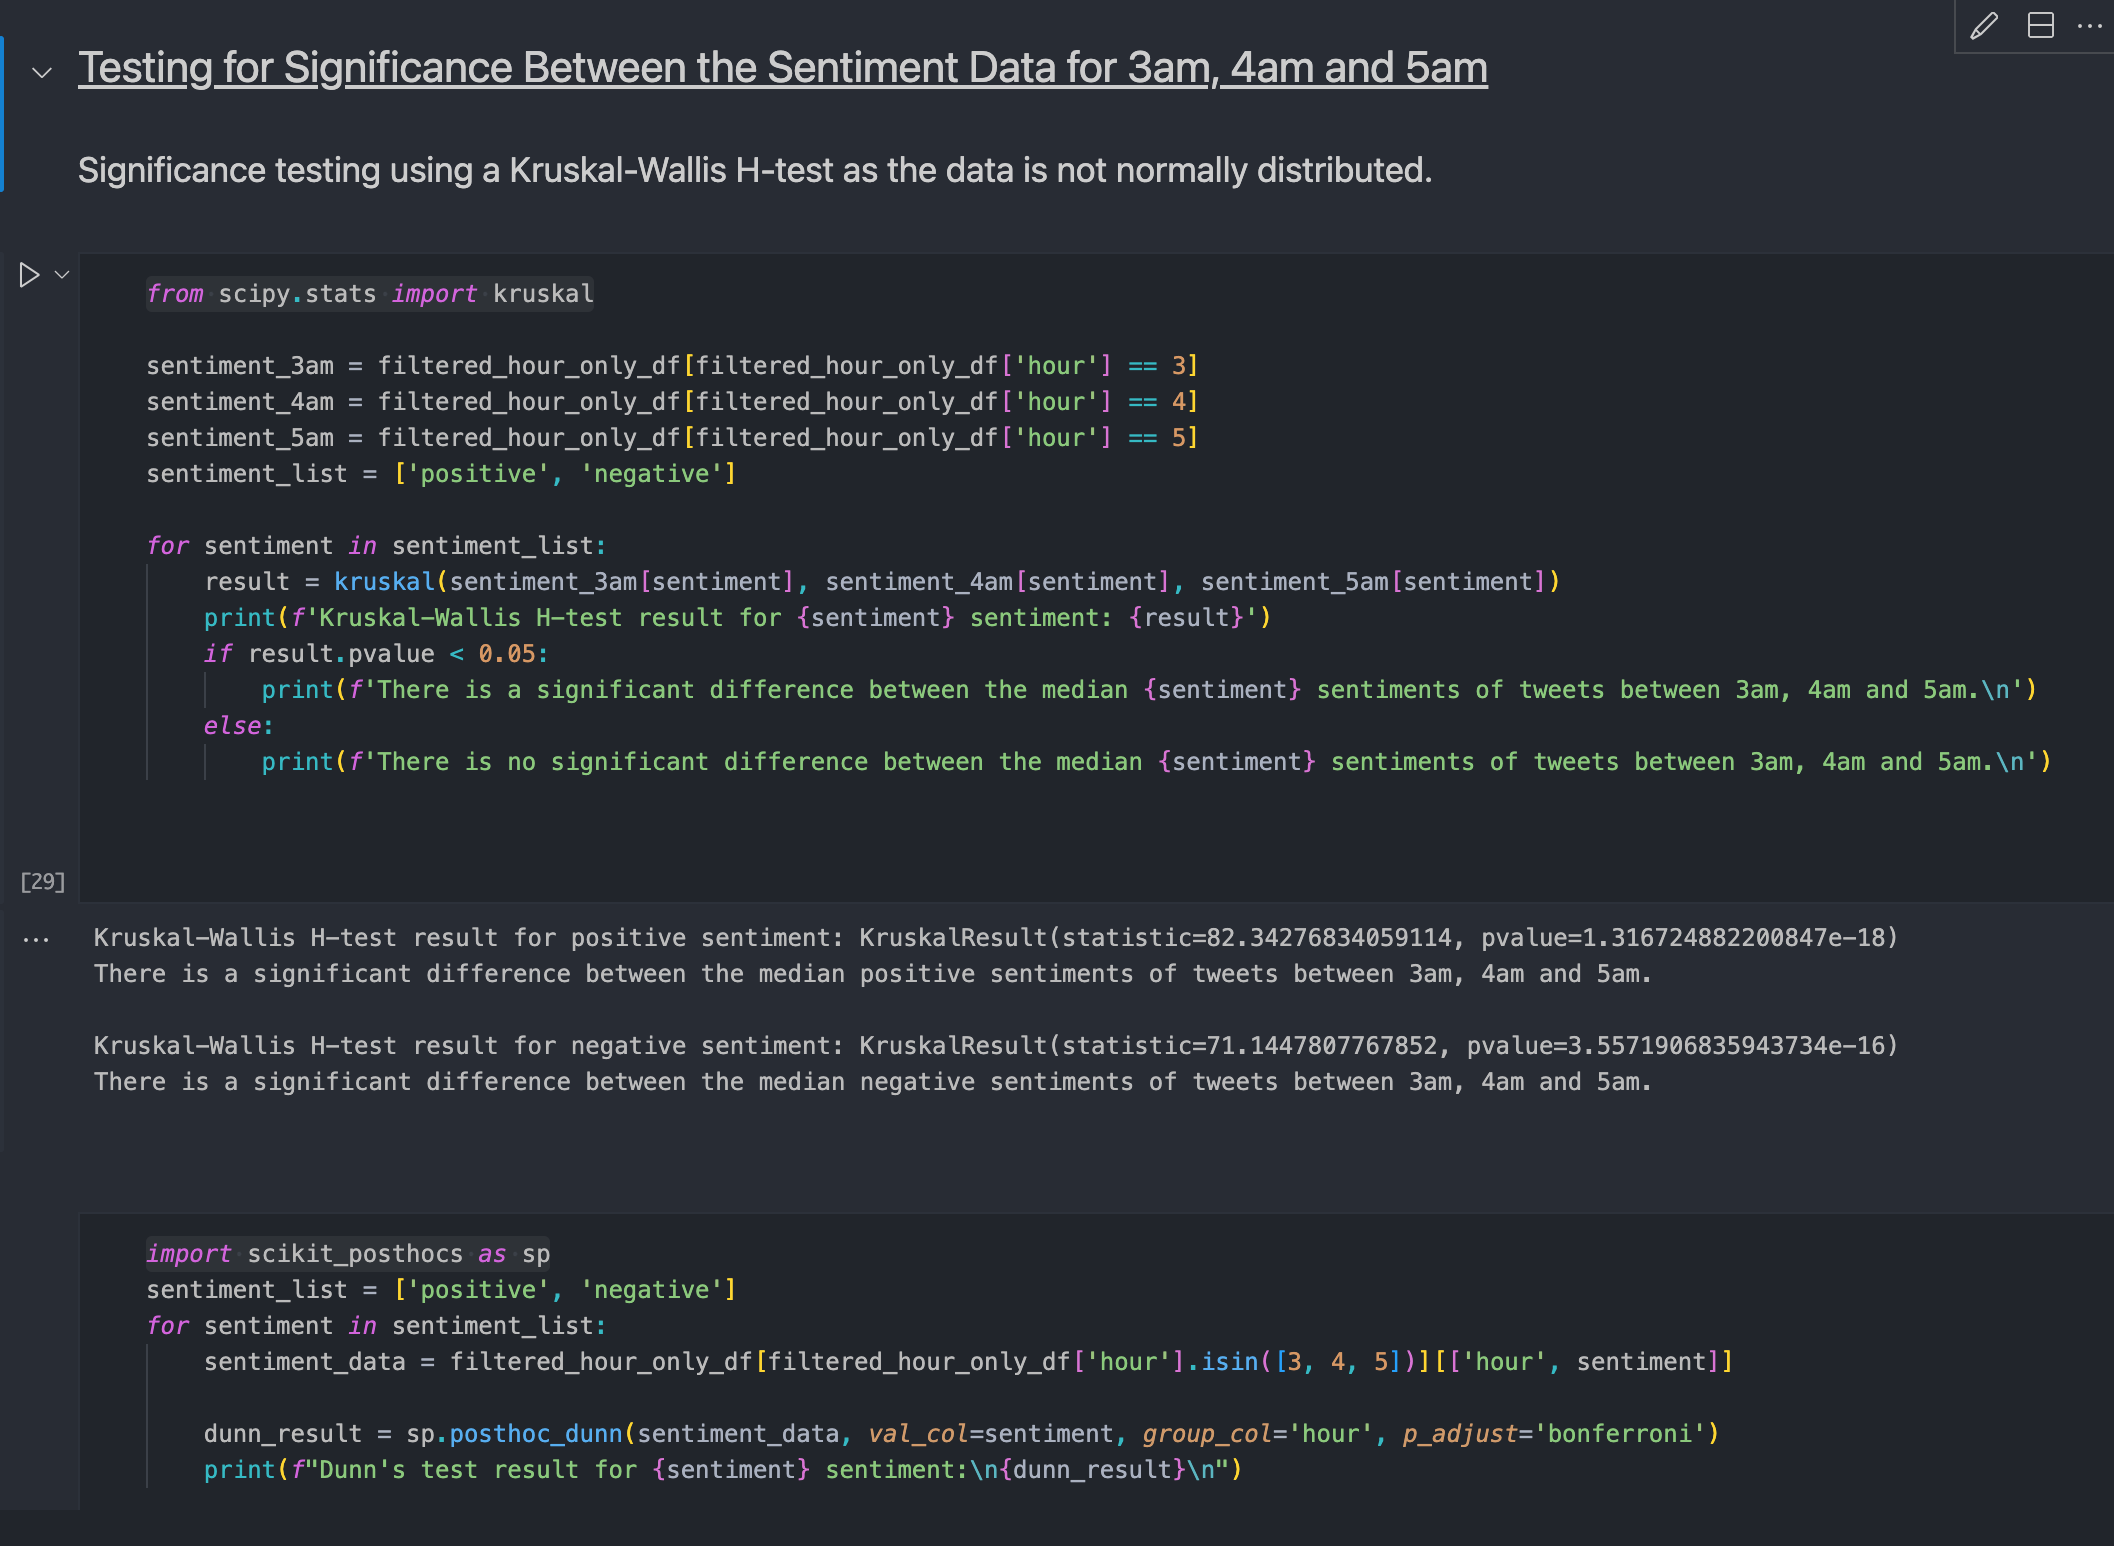 Testing for Significance Between the Sentiment Data for 3am, 4am and 5am
Significance testing using a Kruskal-Wallis H-test as the data is not normally distributed.
from scipy.stats import kruskal
sentiment_3am = filtered_hour_only_df[filtered_hour_only_df['hour'] == 3]
sentiment_4am = filtered_hour_only_df[filtered_hour_only_df['hour'] == 4]
sentiment_5am = filtered_hour_only_df[filtered_hour_only_df['hour'] == 5]
sentiment_list = ['positive', 'negative']
for sentiment in sentiment_list:
    result = kruskal(sentiment_3am[sentiment], sentiment_4am[sentiment], sentiment_5am[sentiment])
    print(f'Kruskal-Wallis H-test result for {sentiment} sentiment: {result}')
    if result.pvalue < 0.05:
        print(f'There is a significant difference between the median {sentiment} sentiments of tweets between 3am, 4am and 5am.\n')
    else:
        print(f'There is no significant difference between the median {sentiment} sentiments of tweets between 3am, 4am and 5am.\n')
[29]
Kruskal-Wallis H-test result for positive sentiment: KruskalResult(statistic=82.34276834059114, pvalue=1.316724882200847e-18)
There is a significant difference between the median positive sentiments of tweets between 3am, 4am and 5am.
Kruskal-Wallis H-test result for negative sentiment: KruskalResult(statistic=71.1447807767852, pvalue=3.5571906835943734e-16)
There is a significant difference between the median negative sentiments of tweets between 3am, 4am and 5am.
import scikit_posthocs as sp
sentiment_list = ['positive', 'negative']
for sentiment in sentiment_list:
    sentiment_data = filtered_hour_only_df[filtered_hour_only_df['hour'].isin([3, 4, 5])][['hour', sentiment]]
    dunn_result = sp.posthoc_dunn(sentiment_data, val_col=sentiment, group_col='hour', p_adjust='bonferroni')
    print(f"Dunn's test result for {sentiment} sentiment:\n{dunn_result}\n")